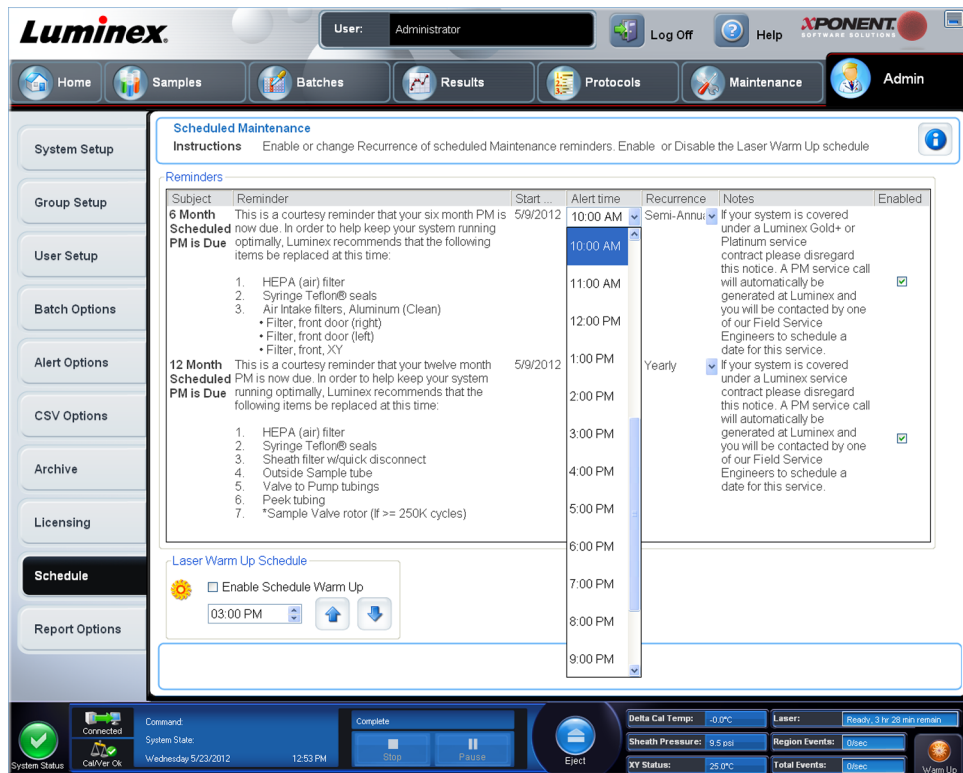 Luminex.
User: Administrator
Log Off
Help
XPONENT.
SOFTWARE SOLUTIONS
Home
Samples
Batches
Results
Protocols
Maintenance
Admin
System Setup
Group Setup
User Setup
Batch Options
Alert Options
CSV Options
Archive
Licensing
Schedule
Report Options
Scheduled Maintenance
Instructions Enable or change Recurrence of scheduled Maintenance reminders. Enable or Disable the Laser Warm Up schedule
Reminders
Subject Reminder Start ... Alert time Recurrence Notes Enabled
6 Month
Scheduled
PM is Due
This is a courtesy reminder that your six month PM is
now due. In order to help keep your system running
optimally, Luminex recommends that the following
items be replaced at this time:
1. HEPA (air) filter
2. Syringe Teflon® seals
3. Air Intake filters, Aluminum (Clean)
• Filter, front door (right)
• Filter, front door (left)
• Filter, front, XY
5/9/2012
10:00 AM
Semi-Annua
If your system is covered
under a Luminex Gold+ or
Platinum service
contract please disregard
this notice. A PM service call
will automatically be
generated at Luminex and
you will be contacted by one
of our Field Service
Engineers to schedule a
date for this service.
12 Month
Scheduled
PM is Due
This is a courtesy reminder that your twelve month
PM is now due. In order to help keep your system
running optimally, Luminex recommends that the
following items be replaced at this time:
1. HEPA (air) filter
2. Syringe Teflon® seals
3. Sheath filter w/quick disconnect
4. Outside Sample tube
5. Valve to Pump tubings
6. Peek tubing
7. *Sample Valve rotor (If >= 250K cycles)
5/9/2012
Yearly
If your system is covered
under a Luminex service
contract please disregard
this notice. A PM service call
will automatically be
generated at Luminex and
you will be contacted by one
of our Field Service
Engineers to schedule a
date for this service.
10:00 AM
11:00 AM
12:00 PM
1:00 PM
2:00 PM
3:00 PM
4:00 PM
5:00 PM
6:00 PM
7:00 PM
8:00 PM
9:00 PM
Laser Warm Up Schedule
Enable Schedule Warm Up
03:00 PM
System Status
Connected
Cal/Ver Ok
Command:
System State:
Wednesday 5/23/2012 12:53 PM
Complete
Stop
Pause
Eject
Delta Cal Temp: -0.0°C
Sheath Pressure: 9.5 psi
XY Status: 25.0°C
Laser: Ready, 3 hr 28 min remain
Region Events: 0/sec
Total Events: 0/sec
Warm Up